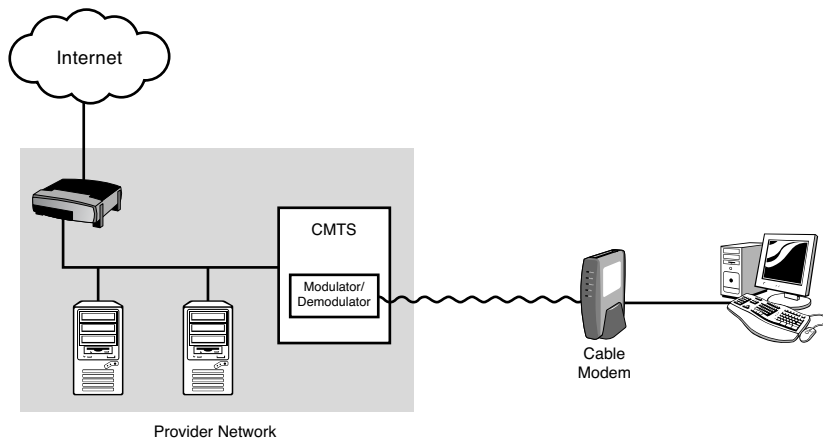 Internet
CMTS
Modulator/
Demodulator
Cable
Modem
Provider Network